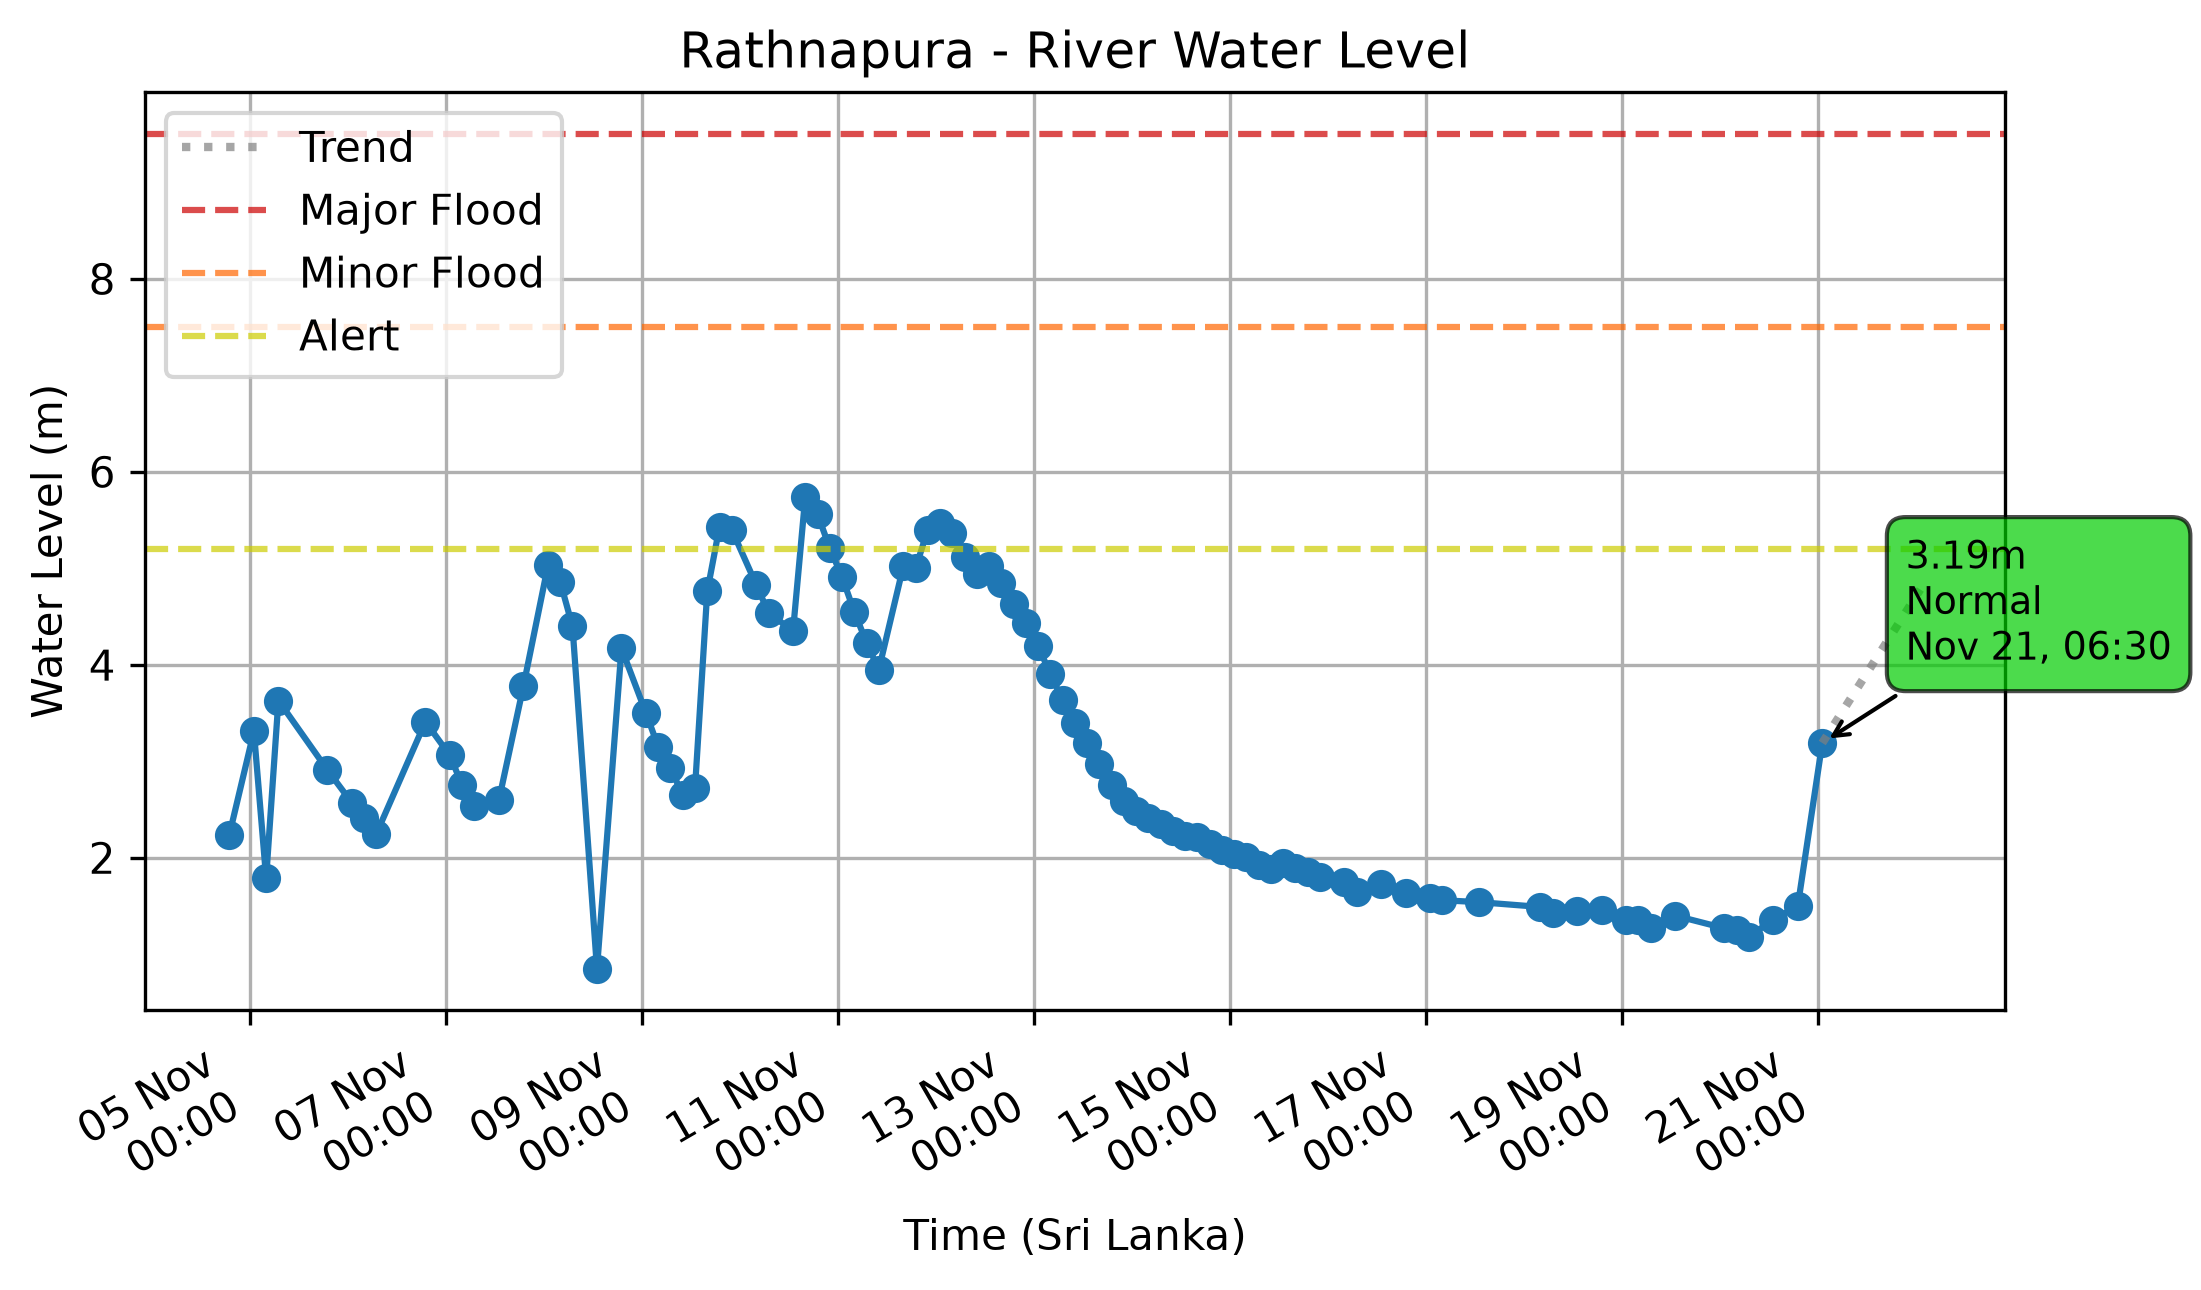 Rathnapura - River Water Level
Trend
Major Flood
Minor Flood
Alert
Water Level (m)
8
6
4
2
3.19m
Normal
Nov 21, 06:30
05 Nov
00:00
07 Nov
00:00
09 Nov
00:00
11 Nov
00:00
13 Nov
00:00
15 Nov
00:00
17 Nov
00:00
19 Nov
00:00
21 Nov
00:00
Time (Sri Lanka)